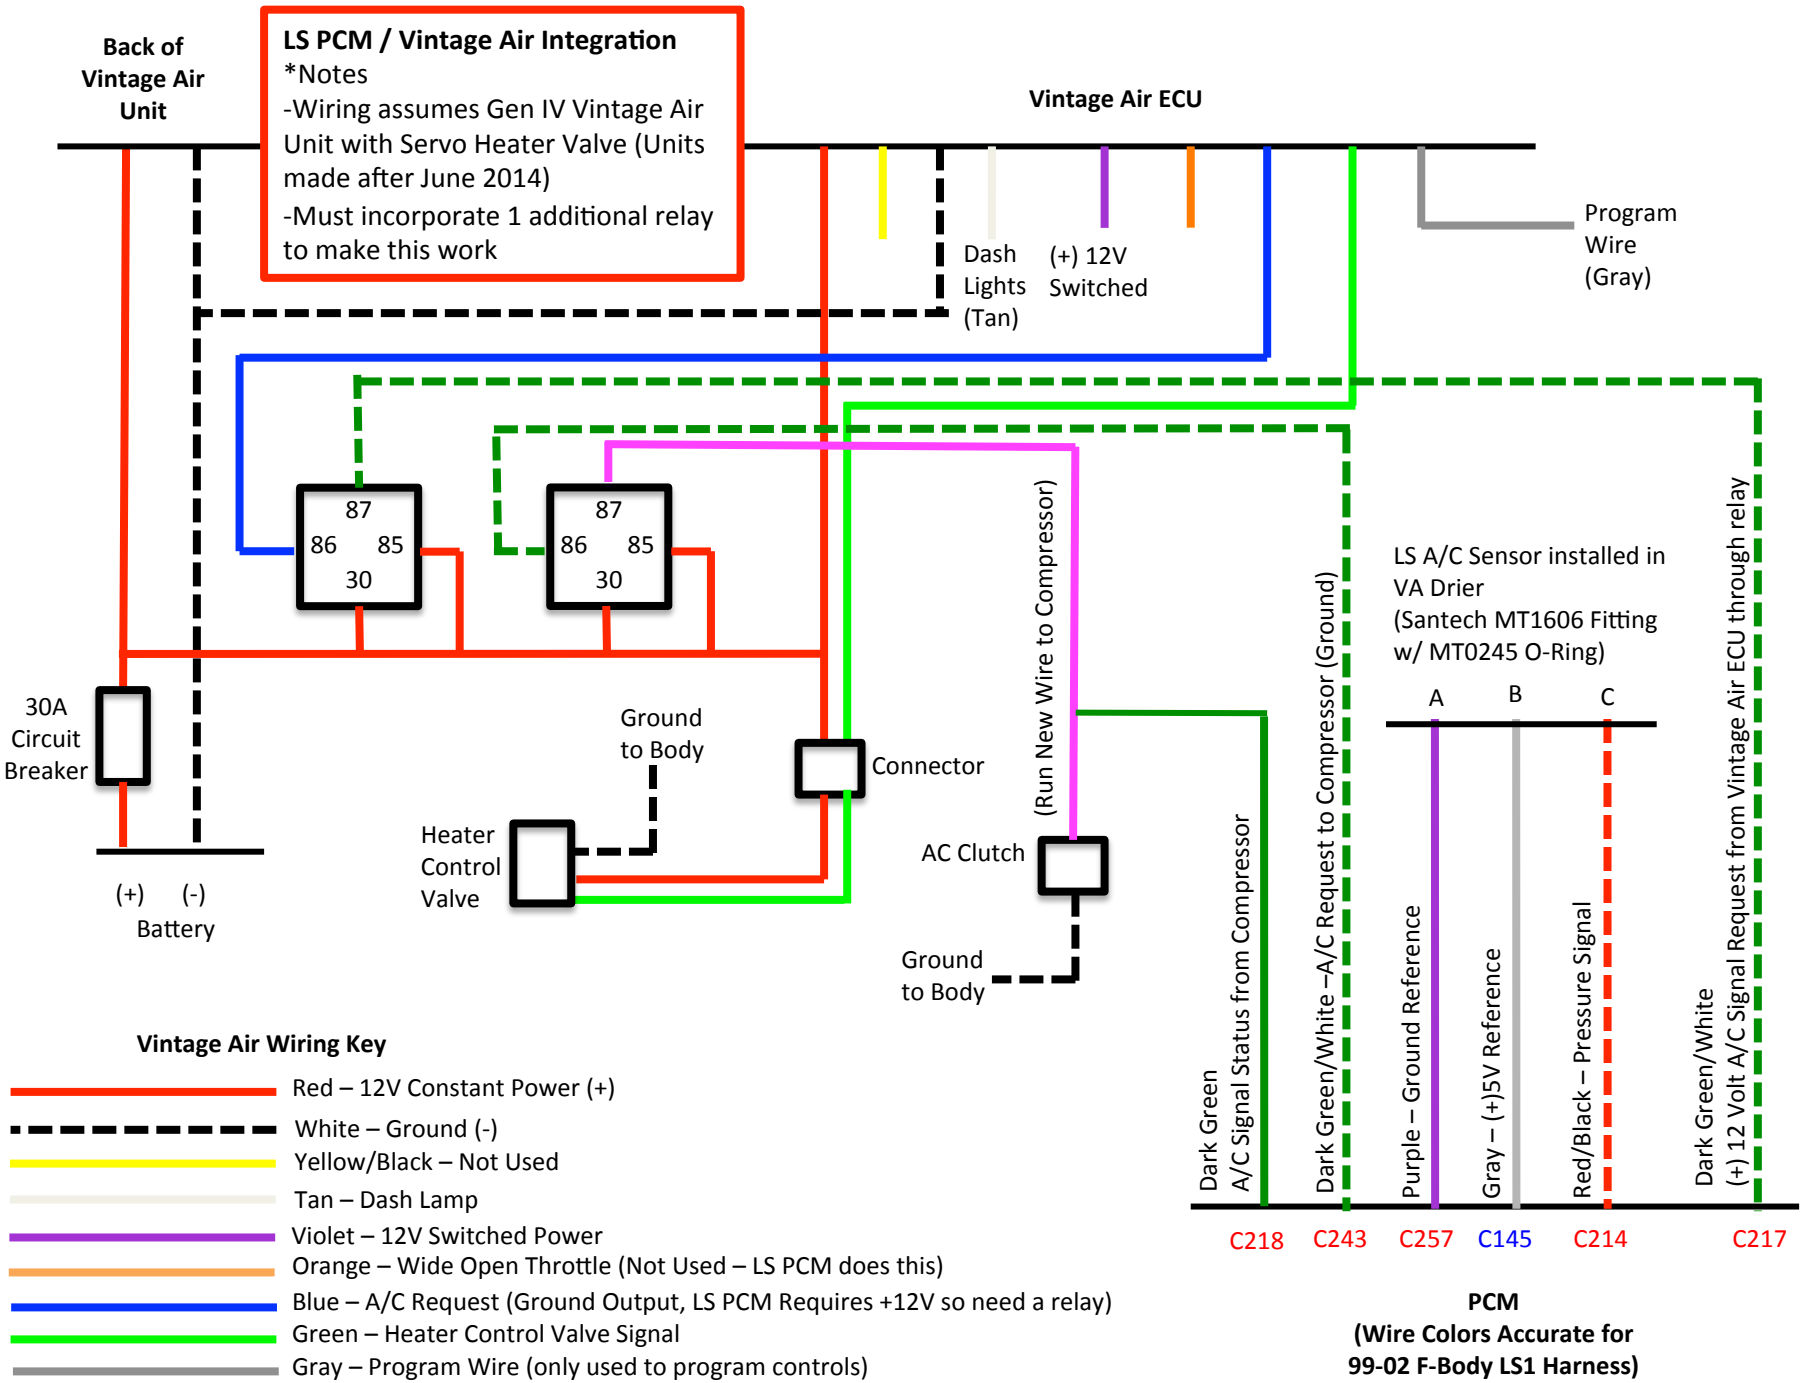 Back of
Vintage Air
Unit
LS PCM / Vintage Air Integration
*Notes
-Wiring assumes Gen IV Vintage Air
Unit with Servo Heater Valve (Units
made after June 2014)
-Must incorporate 1 additional relay
to make this work
Vintage Air ECU
Dash
Lights
(Tan)
(+) 12V
Switched
Program
Wire
(Gray)
87
86 85
30
87
86 85
30
30A
Circuit
Breaker
(+) (-)
Battery
Ground
to Body
Heater
Control
Valve
Connector
(Run New Wire to Compressor)
AC Clutch
Ground
to Body
LS A/C Sensor installed in
VA Drier
(Santech MT1606 Fitting
w/ MT0245 O-Ring)
A B C
Dark Green
A/C Signal Status from Compressor
Dark Green/White –A/C Request to Compressor (Ground)
Purple – Ground Reference
Gray – (+)5V Reference
Red/Black – Pressure Signal
Dark Green/White
(+) 12 Volt A/C Signal Request from Vintage Air ECU through relay
C218 C243 C257 C145 C214 C217
PCM
(Wire Colors Accurate for
99-02 F-Body LS1 Harness)
Vintage Air Wiring Key
Red – 12V Constant Power (+)
White – Ground (-)
Yellow/Black – Not Used
Tan – Dash Lamp
Violet – 12V Switched Power
Orange – Wide Open Throttle (Not Used – LS PCM does this)
Blue – A/C Request (Ground Output, LS PCM Requires +12V so need a relay)
Green – Heater Control Valve Signal
Gray – Program Wire (only used to program controls)